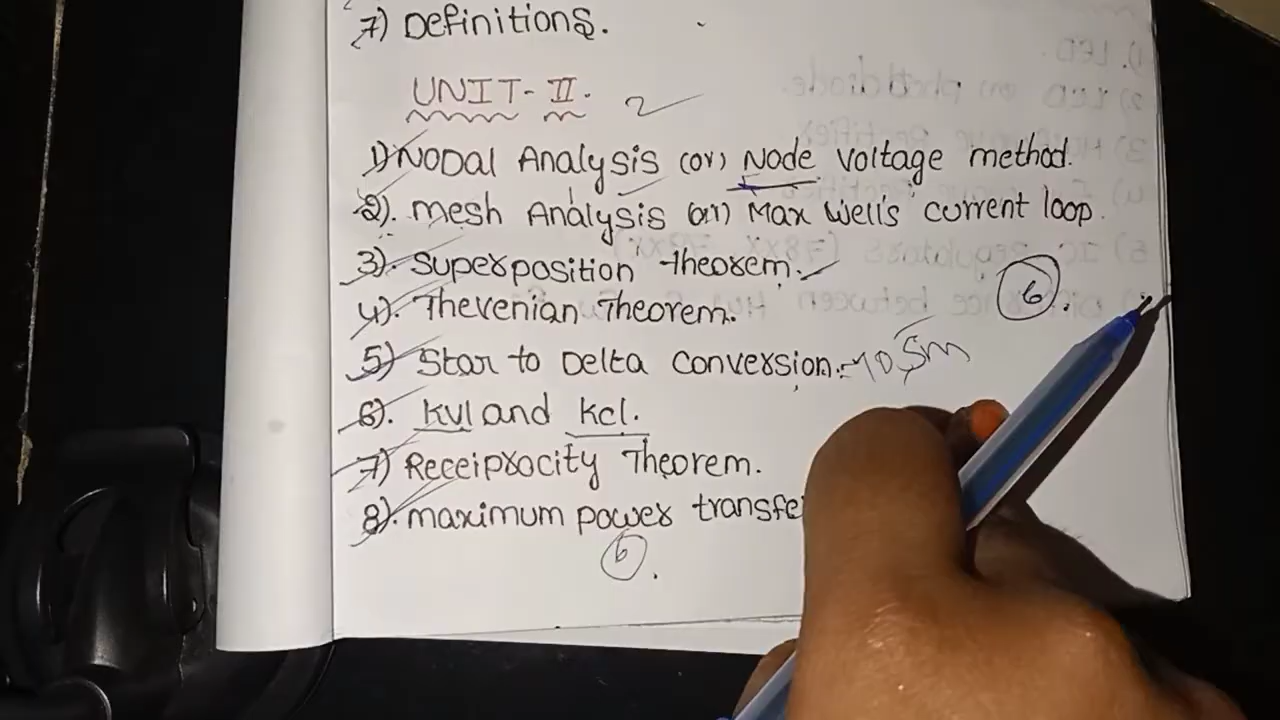 7) Definitions.
UNIT-II.
1) Nodal Analysis (or) Node voltage method.
2). mesh Analysis (or) Max well's current loop.
3). Superposition Theorem.
4). Thevenian Theorem.
5) Star to Delta Conversion. 5m
6). kvl and kcl.
7) Receiprocity Theorem.
8). maximum power transfe
6
6.